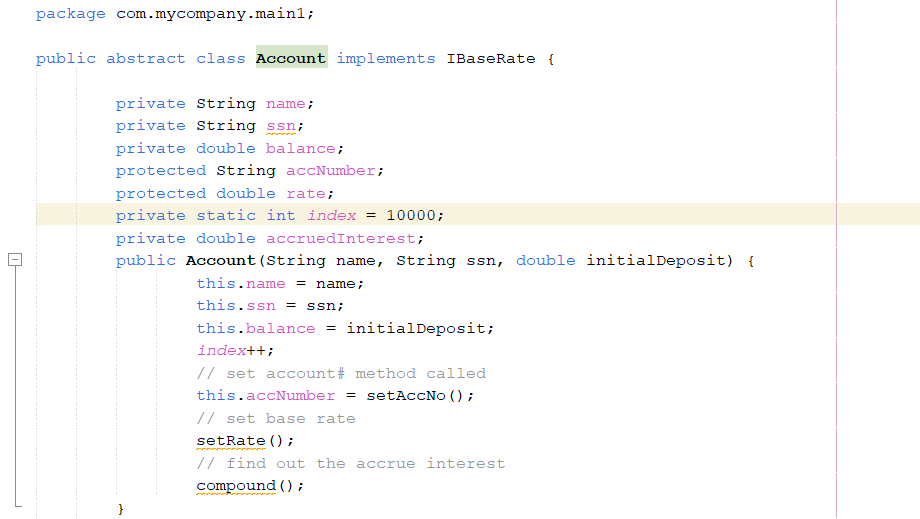 package com.mycompany.main1;
public abstract class Account implements IBaseRate {
private String name;
private String ssn;
private double balance;
protected String accNumber;
protected double rate;
private static int index = 10000;
private double accruedInterest;
public Account(String name, String ssn, double initialDeposit) {
this.name = name;
this.ssn = ssn;
this.balance = initialDeposit;
index++;
// set account# method called
this.accNumber = setAccNo();
// set base rate
setRate();
// find out the accrue interest
compound();
}